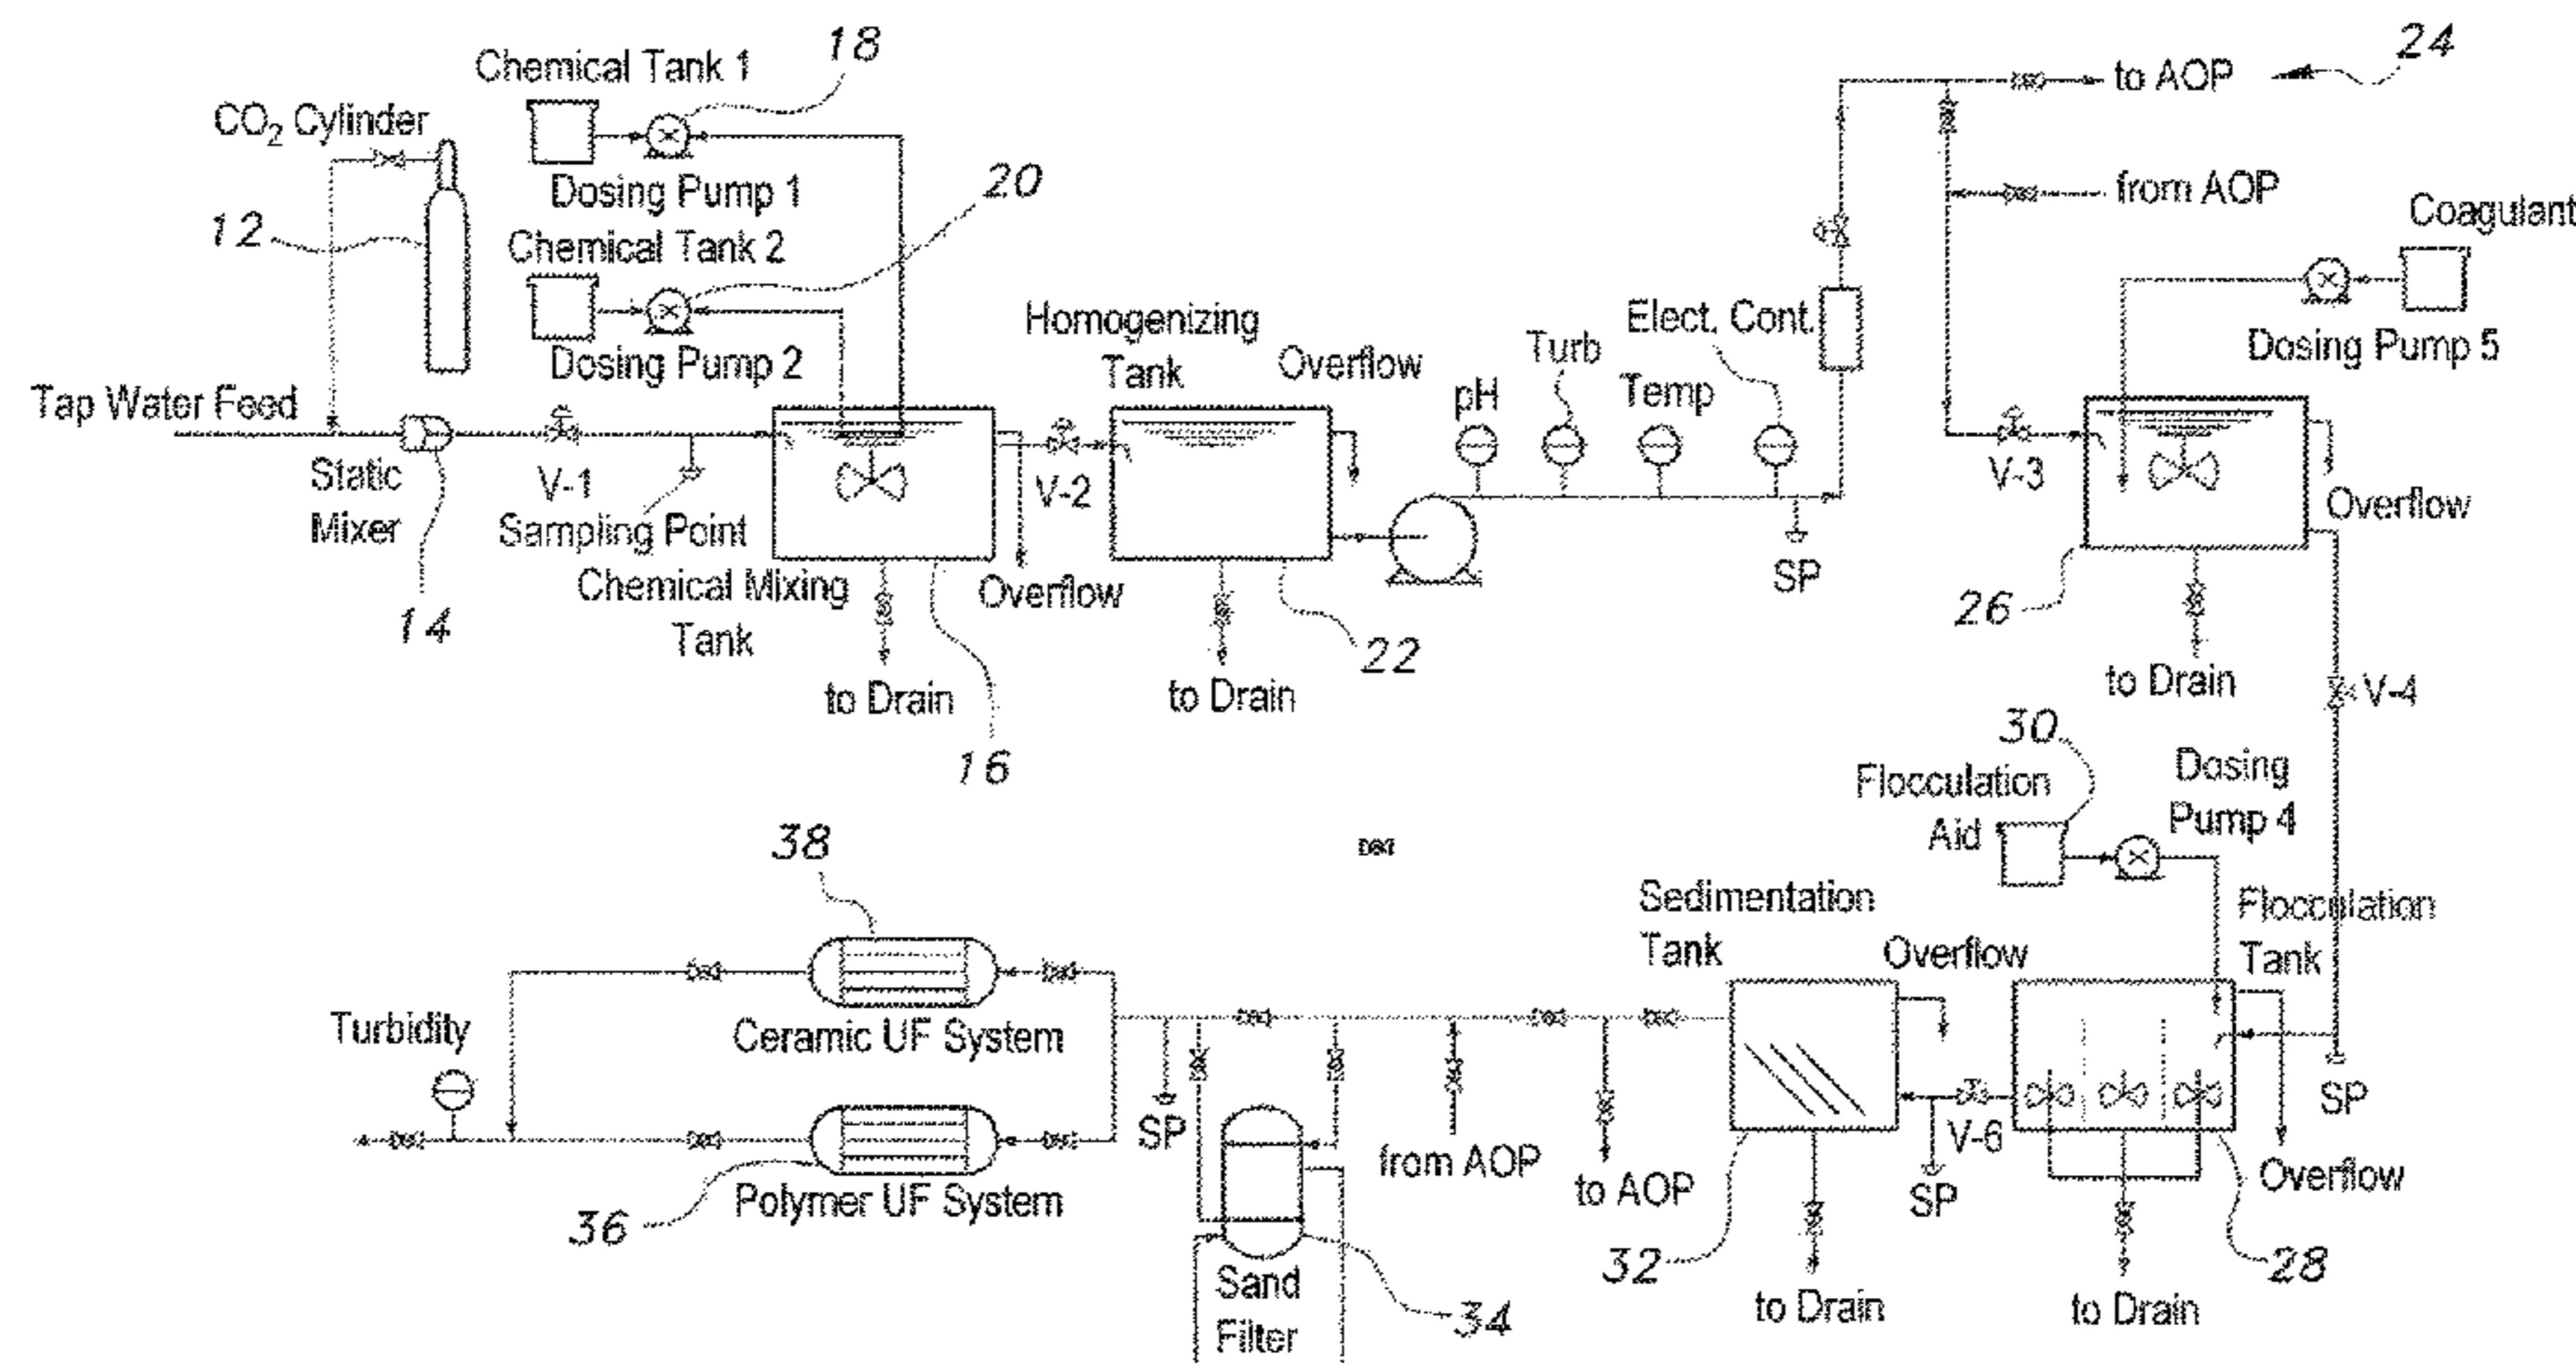 18
24
Chemical Tank 1
to AOP
CO₂ Cylinder
Dosing Pump 1
20
from AOP
Coagulant
12
Chemical Tank 2
Homogenizing
Tank
Overflow
Turb
Elect. Cont.
Dosing Pump 5
Dosing Pump 2
pH
Temp
Tap Water Feed
Static
Mixer
V-1
V-2
V-3
Overflow
Sampling Point
SP
Chemical Mixing
Tank
Overflow
14
26
22
to Drain
to Drain
to Drain
V-4
16
30
Dosing
Pump 4
Flocculation
Aid
38
Sedimentation
Tank
Overflow
Flocculation
Tank
Turbidity
Ceramic UF System
SP
SP
V-6
from AOP
to AOP
SP
Overflow
Polymer UF System
36
32
28
Sand
Filter
34
to Drain
to Drain